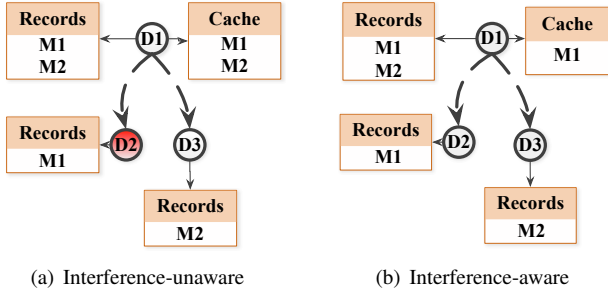 Records
M1
M2
D1
Cache
M1
M2
Records
M1
D2
D3
Records
M2
(a) Interference-unaware
Records
M1
M2
D1
Cache
M1
Records
M1
D2
D3
Records
M2
(b) Interference-aware